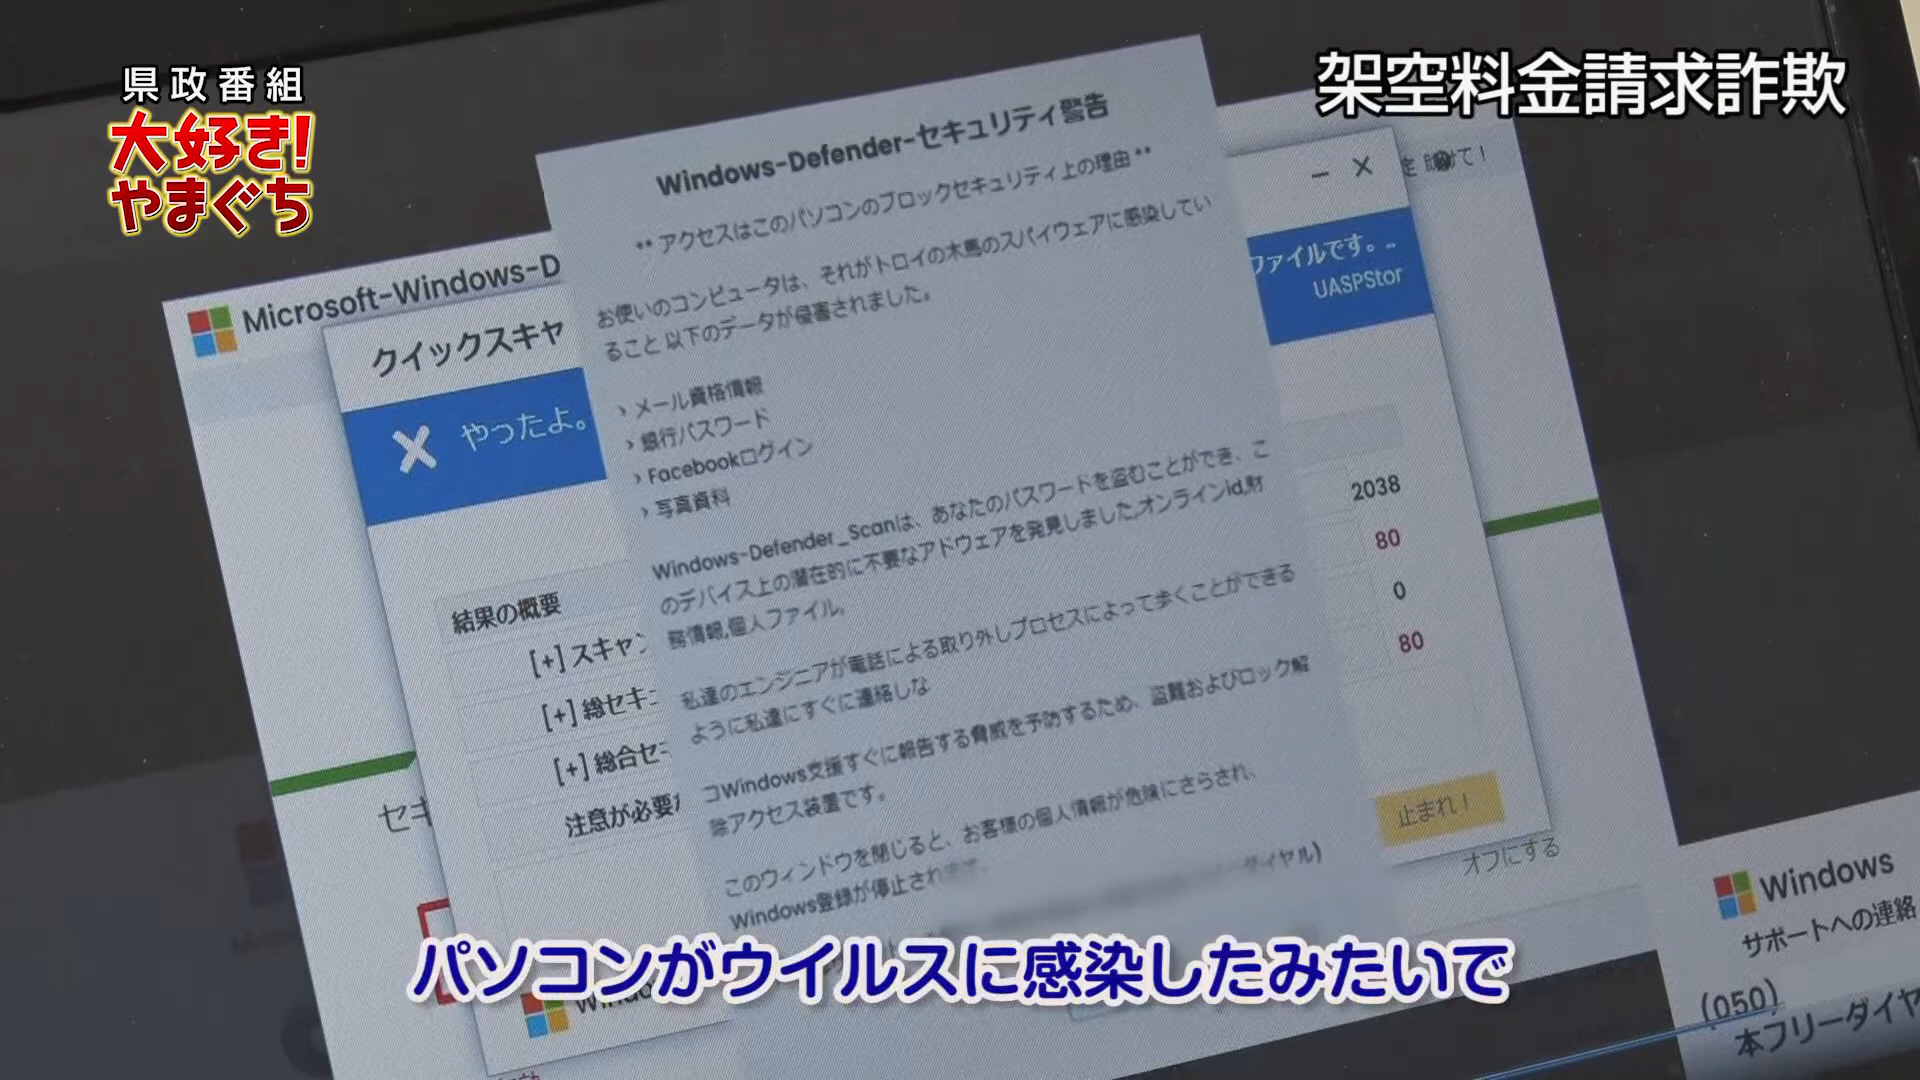 県政番組
大好き!
やまぐち
架空料金請求詐欺
Microsoft-Windows-D
クイックスキャ
やったよ。
結果の概要
[+] スキャン
[+] 総セキュ
[+] 総合セ
注意が必要
セキ
Windows-Defender-セキュリティ警告
** アクセスはこのパソコンのブロックセキュリティ上の理由 **
お使いのコンピュータは、それがトロイの木馬のスパイウェアに感染してい
ること 以下のデータが侵害されました。
› メール資格情報
› 銀行パスワード
› Facebookログイン
› 写真資料
Windows-Defender_Scanは、あなたのパスワードを盗むことができ、こ
のデバイス上の潜在的に不要なアドウェアを発見しました,オンラインid,財
務情報,個人ファイル,
私達のエンジニアが電話による取り外しプロセスによって歩くことができる
ように私達にすぐに連絡しな
コWindows支援すぐに報告する脅威を予防するため、盗難およびロック解
除アクセス装置です。
このウィンドウを閉じると、お客様の個人情報が危険にさらされ、
Windows登録が停止され
ーダイヤル)
ファイルです。..
UASPStor
2038
80
0
80
止まれ!
オフにする
Windows
サポートへの連絡
(050)
本フリーダイヤ
パソコンがウイルスに感染したみたいで